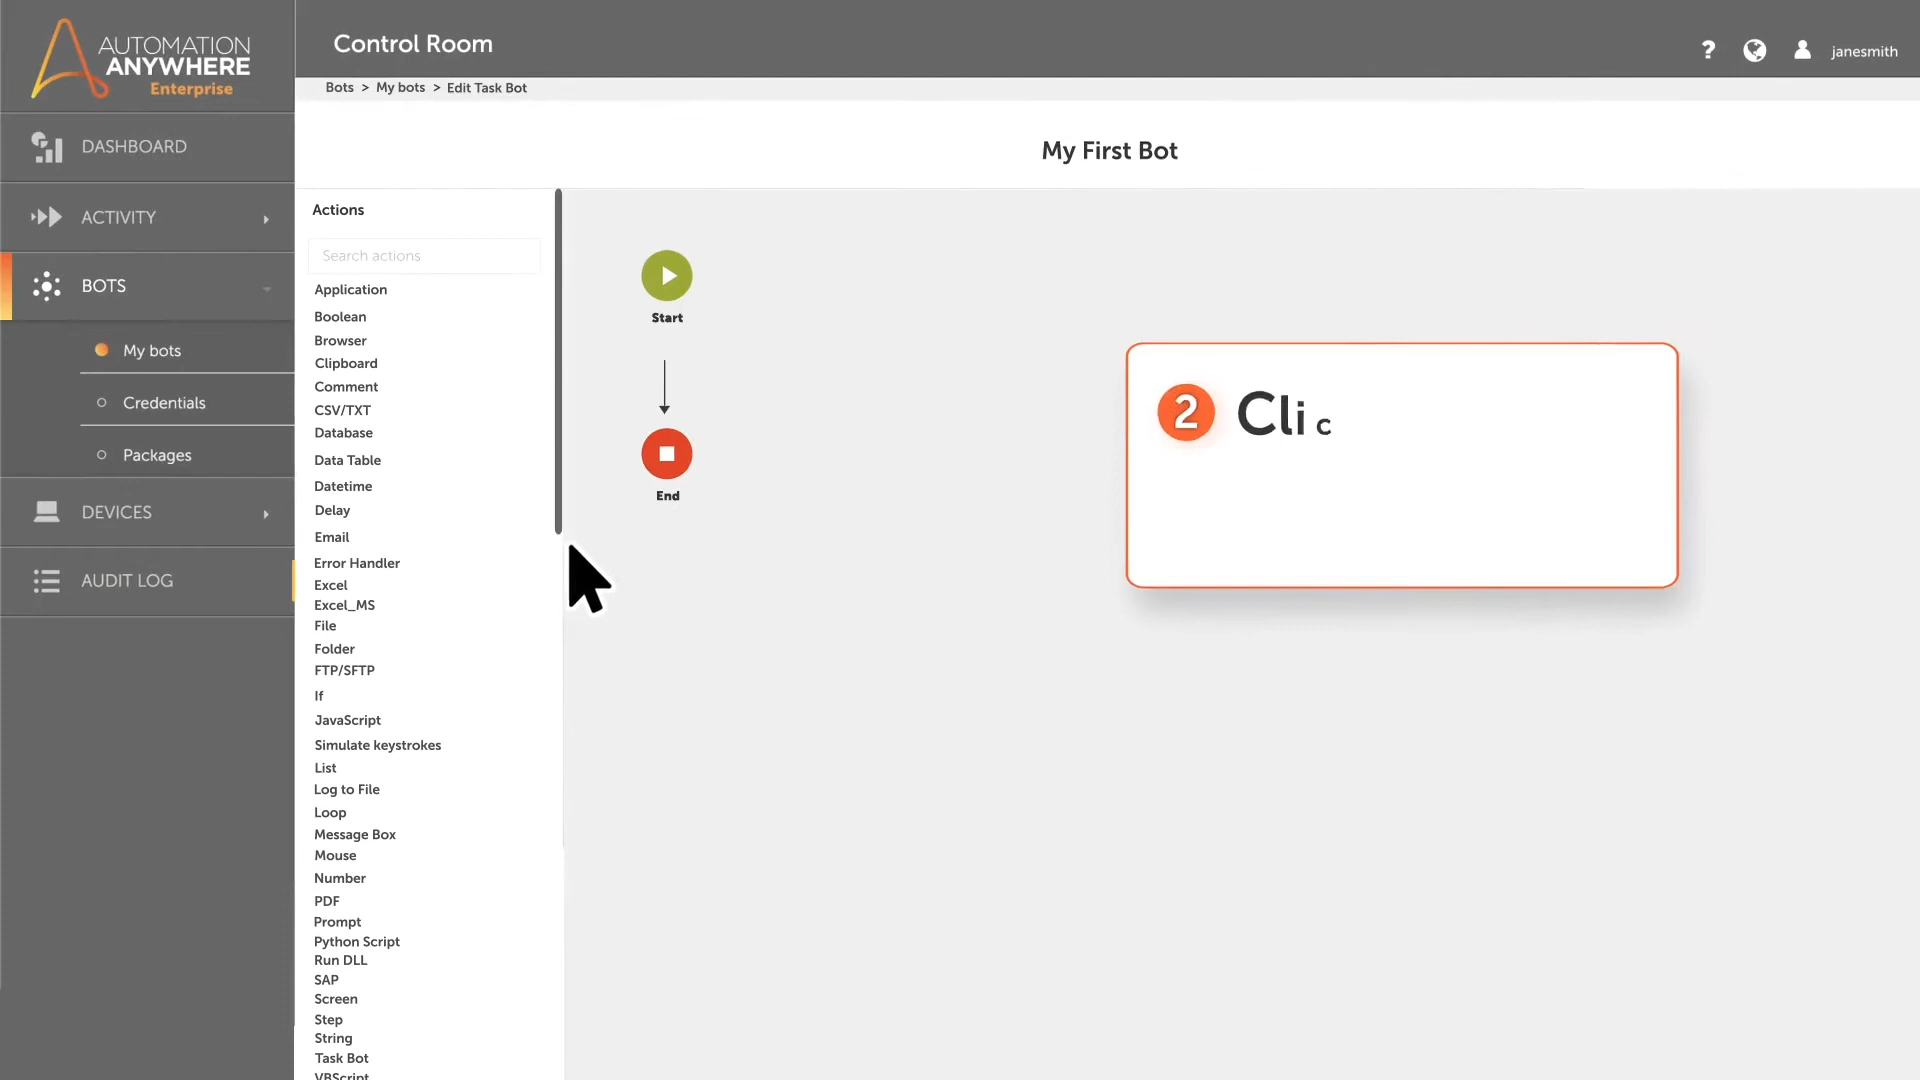 AUTOMATION
ANYWHERE
Enterprise
Control Room
?
janesmith
Bots > My bots > Edit Task Bot
DASHBOARD
ACTIVITY
BOTS
My bots
Credentials
Packages
DEVICES
AUDIT LOG
My First Bot
Actions
Search actions
Application
Boolean
Browser
Clipboard
Comment
CSV/TXT
Database
Data Table
Datetime
Delay
Email
Error Handler
Excel
Excel_MS
File
Folder
FTP/SFTP
If
JavaScript
Simulate keystrokes
List
Log to File
Loop
Message Box
Mouse
Number
PDF
Prompt
Python Script
Run DLL
SAP
Screen
Step
String
Task Bot
VBScript
Start
End
2 Clic